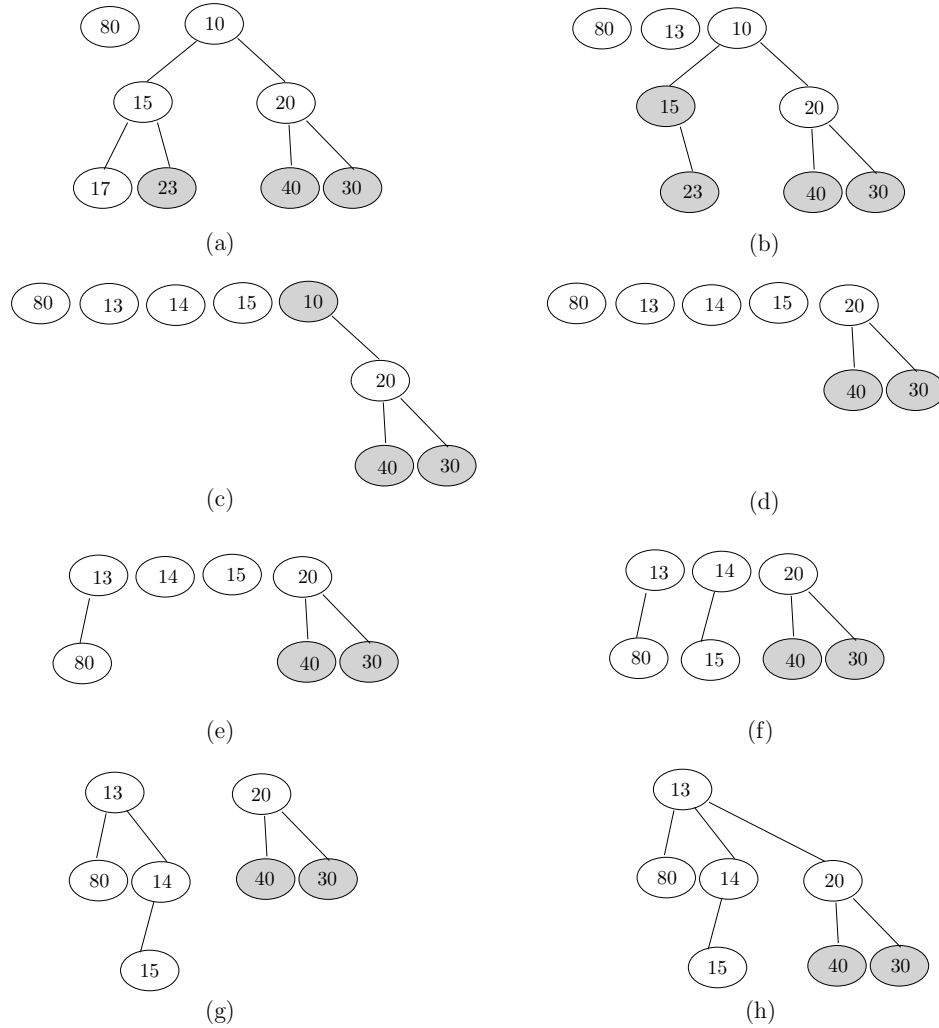 80 10
80 13 10
15 20
15 20
17 23 40 30
23 40 30
(a)
(b)
80 13 14 15 10
80 13 14 15 20
20
40 30
40 30
(c)
(d)
13 14 15 20
13 14 20
80 40 30
80 15 40 30
(e)
(f)
13 20
13
80 14 40 30
80 14 20
15
15 40 30
(g)
(h)